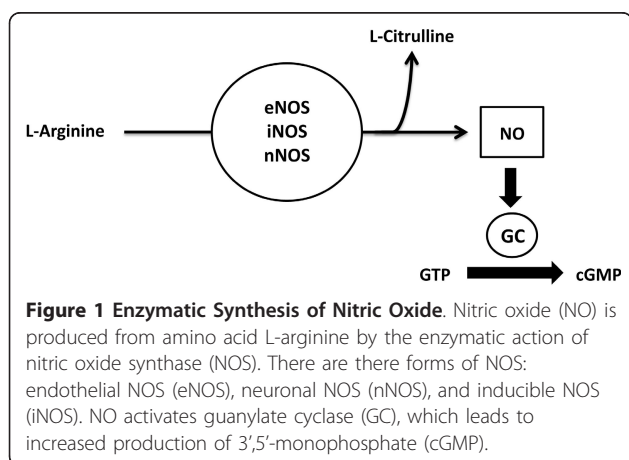 L-Citrulline
eNOS
L-Arginine
iNOS
NO
nNOS
GC
GTP
cGMP
Figure 1 Enzymatic Synthesis of Nitric Oxide. Nitric oxide (NO) is
produced from amino acid L-arginine by the enzymatic action of
nitric oxide synthase (NOS). There are there forms of NOS:
endothelial NOS (eNOS), neuronal NOS (nNOS), and inducible NOS
(iNOS). NO activates guanylate cyclase (GC), which leads to
increased production of 3',5'-monophosphate (cGMP).